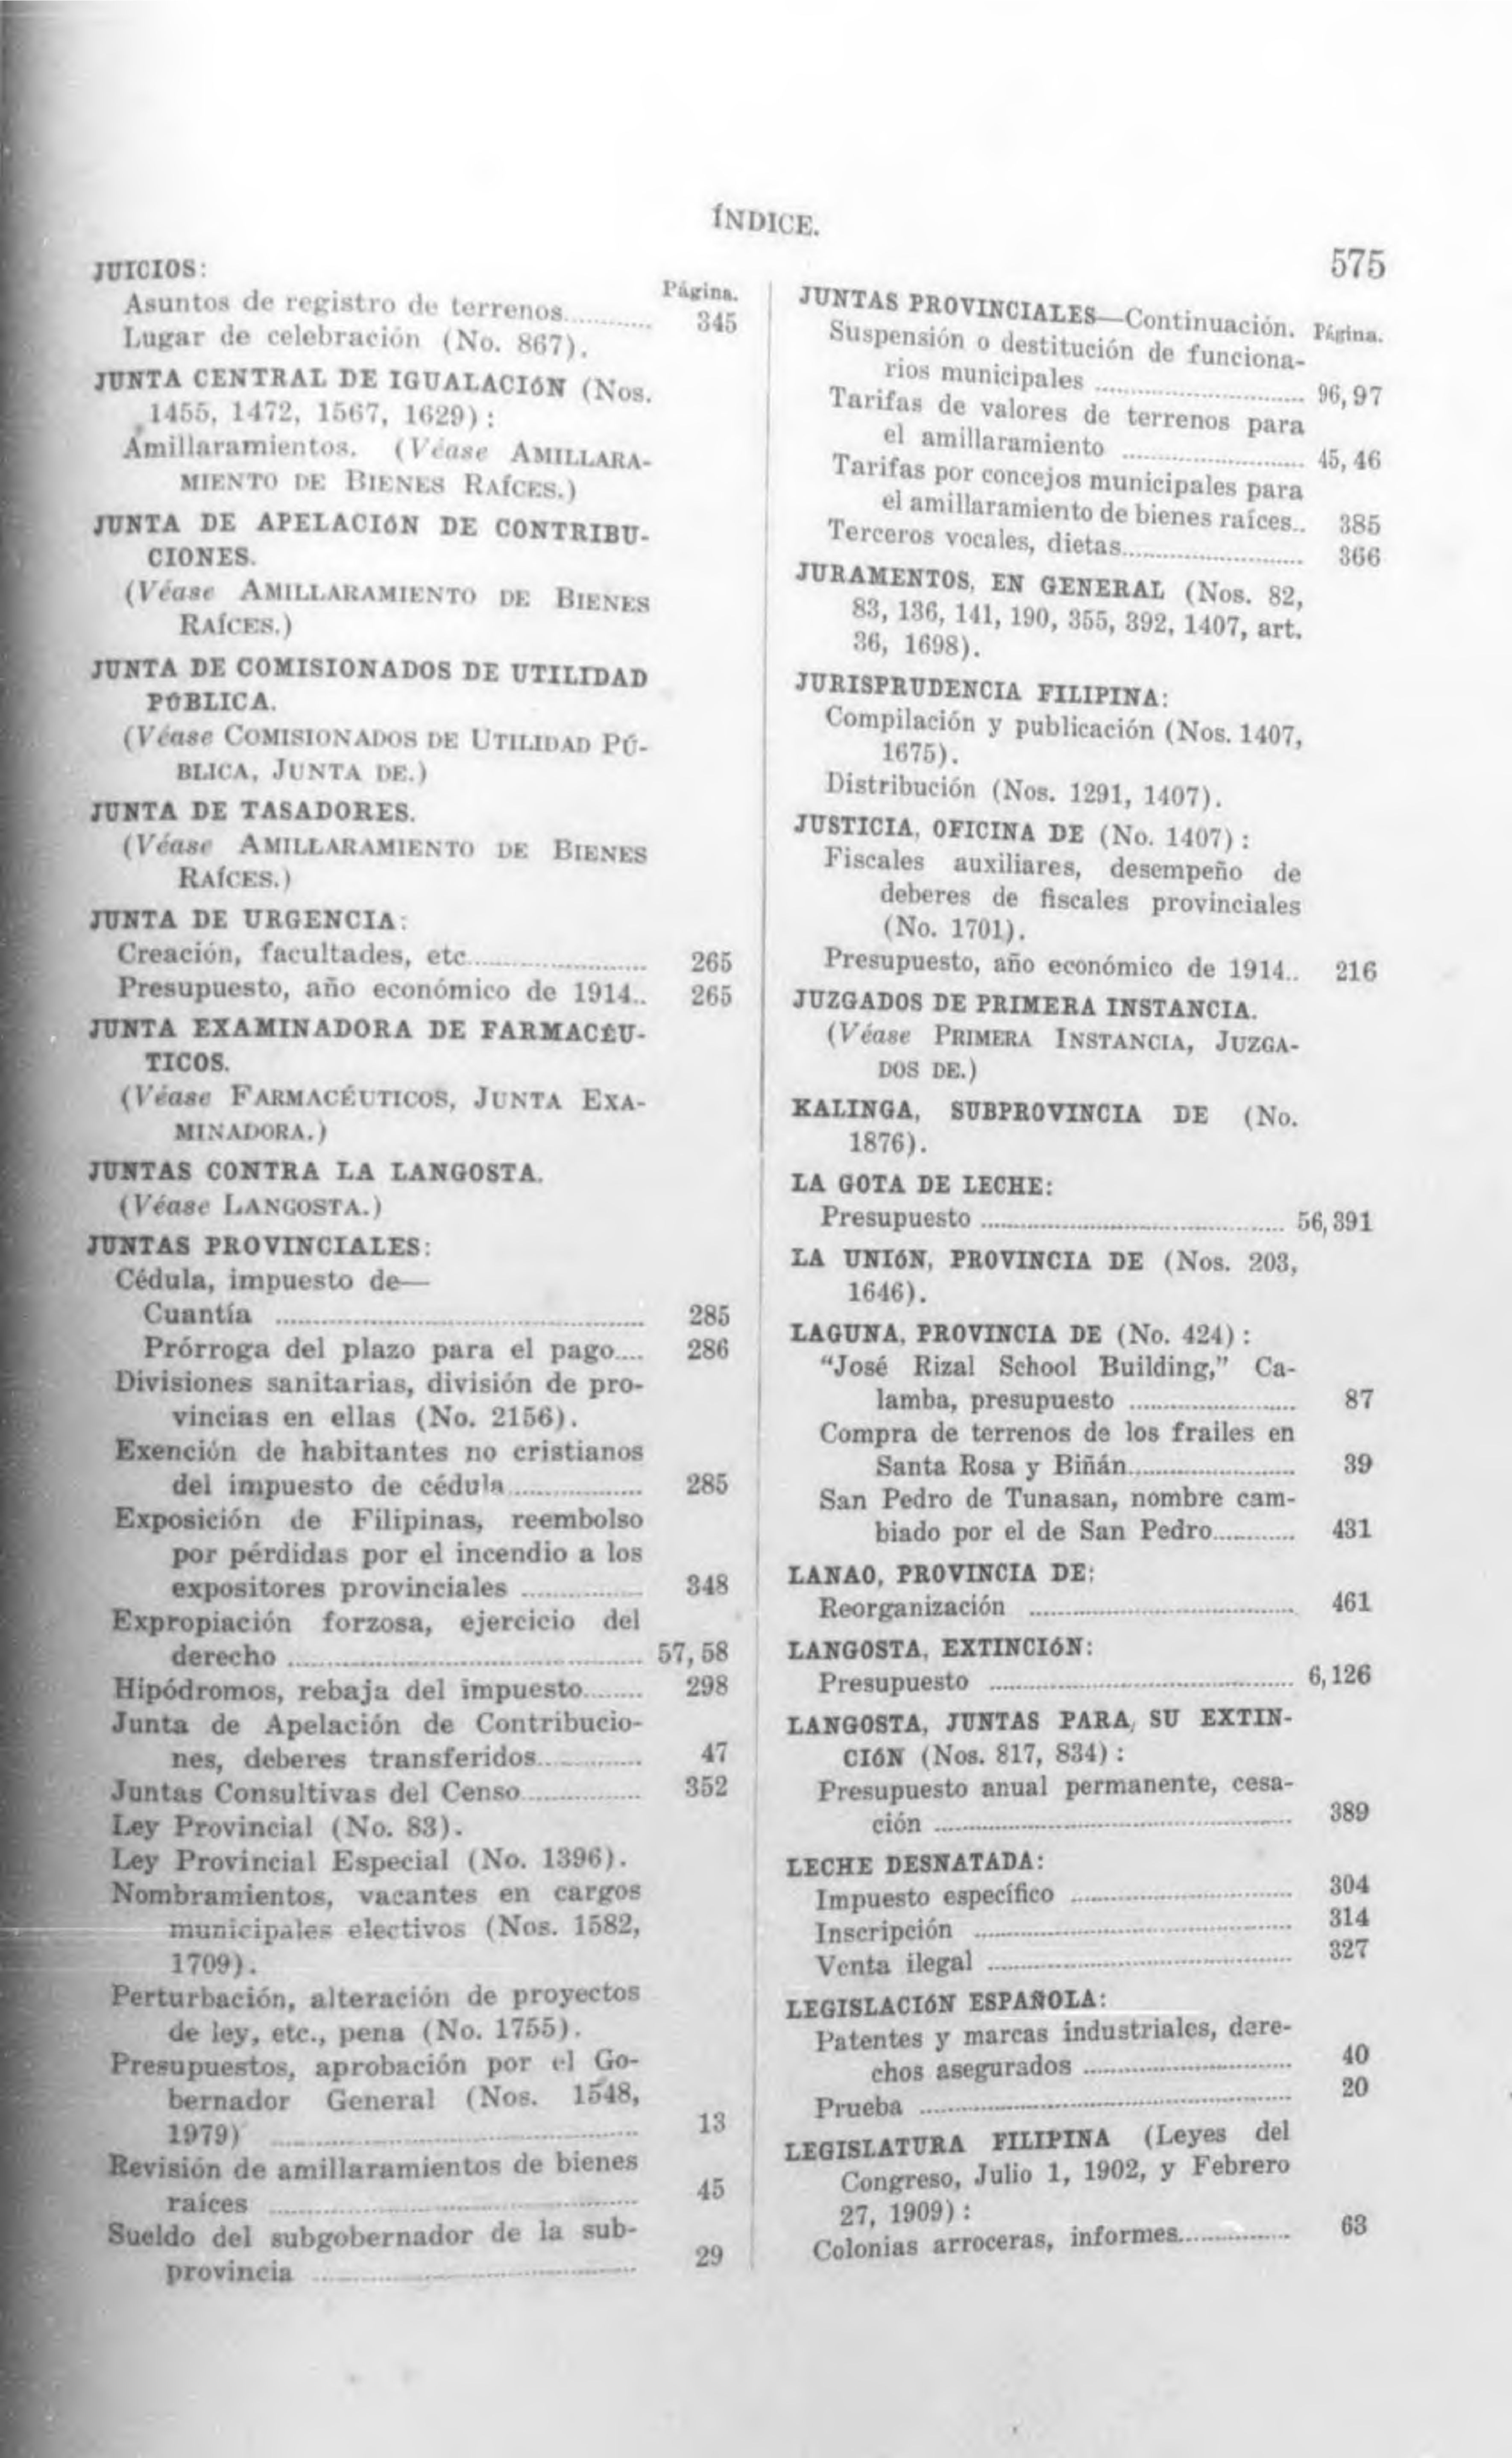 ÍNDICE.
575
JUICIOS:
Página.
Asuntos de registro de terrenos............ 345
Lugar de celebración (No. 867).
JUNTA CENTRAL DE IGUALACIÓN (Nos.
1455, 1472, 1567, 1629):
Amillaramientos. (Véase AMILLARA-
MIENTO DE BIENES RAÍCES.)
JUNTA DE APELACIÓN DE CONTRIBU-
CIONES.
(Véase AMILLARAMIENTO DE BIENES
RAÍCES.)
JUNTA DE COMISIONADOS DE UTILIDAD
PÚBLICA.
(Véase COMISIONADOS DE UTILIDAD PÚ-
BLICA, JUNTA DE.)
JUNTA DE TASADORES.
(Véase AMILLARAMIENTO DE BIENES
RAÍCES.)
JUNTA DE URGENCIA:
Creación, facultades, etc........................ 265
Presupuesto, año económico de 1914.. 265
JUNTA EXAMINADORA DE FARMACÉU-
TICOS.
(Véase FARMACÉUTICOS, JUNTA EXA-
MINADORA.)
JUNTAS CONTRA LA LANGOSTA.
(Véase LANGOSTA.)
JUNTAS PROVINCIALES:
Cédula, impuesto de—
Cuantía ................................................ 285
Prórroga del plazo para el pago.... 286
Divisiones sanitarias, división de pro-
vincias en ellas (No. 2156).
Exención de habitantes no cristianos
del impuesto de cédula................. 285
Exposición de Filipinas, reembolso
por pérdidas por el incendio a los
expositores provinciales ................ 348
Expropiación forzosa, ejercicio del
derecho ............................................... 57, 58
Hipódromos, rebaja del impuesto........ 298
Junta de Apelación de Contribucio-
nes, deberes transferidos.............. 47
Juntas Consultivas del Censo................ 352
Ley Provincial (No. 83).
Ley Provincial Especial (No. 1396).
Nombramientos, vacantes en cargos
municipales electivos (Nos. 1582,
1709).
Perturbación, alteración de proyectos
de ley, etc., pena (No. 1755).
Presupuestos, aprobación por el Go-
bernador General (Nos. 1548,
1979) ................................................ 13
Revisión de amillaramientos de bienes
raíces ................................................ 45
Sueldo del subgobernador de la sub-
provincia .......................................... 29
JUNTAS PROVINCIALES—Continuación. Página.
Suspensión o destitución de funciona-
rios municipales ............................ 96, 97
Tarifas de valores de terrenos para
el amillaramiento ........................ 45, 46
Tarifas por concejos municipales para
el amillaramiento de bienes raíces.. 385
Terceros vocales, dietas........................ 366
JURAMENTOS, EN GENERAL (Nos. 82,
83, 136, 141, 190, 355, 392, 1407, art.
36, 1698).
JURISPRUDENCIA FILIPINA:
Compilación y publicación (Nos. 1407,
1675).
Distribución (Nos. 1291, 1407).
JUSTICIA, OFICINA DE (No. 1407):
Fiscales auxiliares, desempeño de
deberes de fiscales provinciales
(No. 1701).
Presupuesto, año económico de 1914.. 216
JUZGADOS DE PRIMERA INSTANCIA.
(Véase PRIMERA INSTANCIA, JUZGA-
DOS DE.)
KALINGA, SUBPROVINCIA DE (No.
1876).
LA GOTA DE LECHE:
Presupuesto ........................................ 56, 391
LA UNIÓN, PROVINCIA DE (Nos. 203,
1646).
LAGUNA, PROVINCIA DE (No. 424):
“José Rizal School Building,” Ca-
lamba, presupuesto ...................... 87
Compra de terrenos de los frailes en
Santa Rosa y Biñán...................... 39
San Pedro de Tunasan, nombre cam-
biado por el de San Pedro........... 431
LANAO, PROVINCIA DE:
Reorganización ................................... 461
LANGOSTA, EXTINCIÓN:
Presupuesto ........................................ 6, 126
LANGOSTA, JUNTAS PARA SU EXTIN-
CIÓN (Nos. 817, 834):
Presupuesto anual permanente, cesa-
ción ................................................ 389
LECHE DESNATADA:
Impuesto específico ............................. 304
Inscripción .......................................... 314
Venta ilegal ........................................ 327
LEGISLACIÓN ESPAÑOLA:
Patentes y marcas industriales, dere-
chos asegurados ............................ 40
Prueba ................................................ 20
LEGISLATURA FILIPINA (Leyes del
Congreso, Julio 1, 1902, y Febrero
27, 1909):
Colonias arroceras, informes............... 63